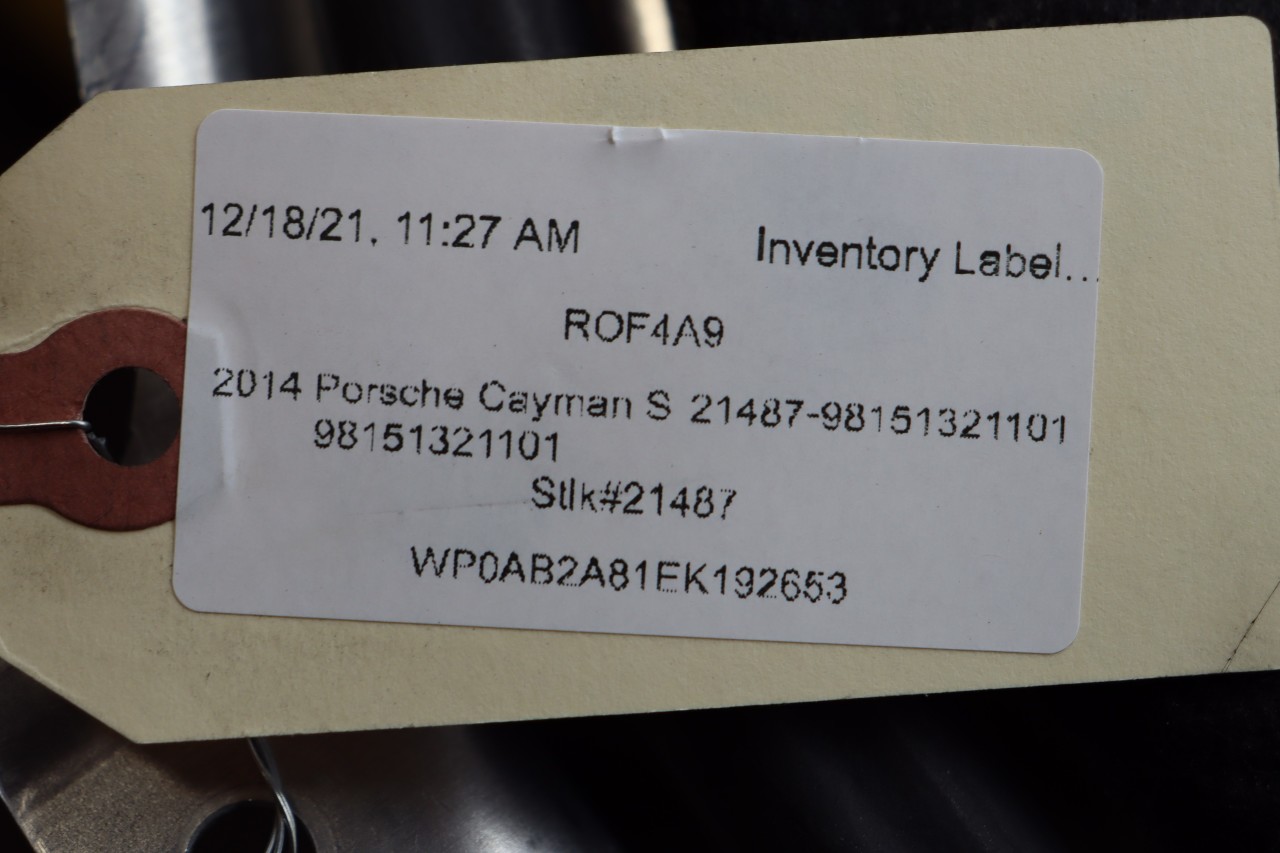 12/18/21, 11:27 AM Inventory Label...
ROF4A9
2014 Porsche Cayman S 21487-98151321101
98151321101
Stk#21487
WP0AB2A81EK192653